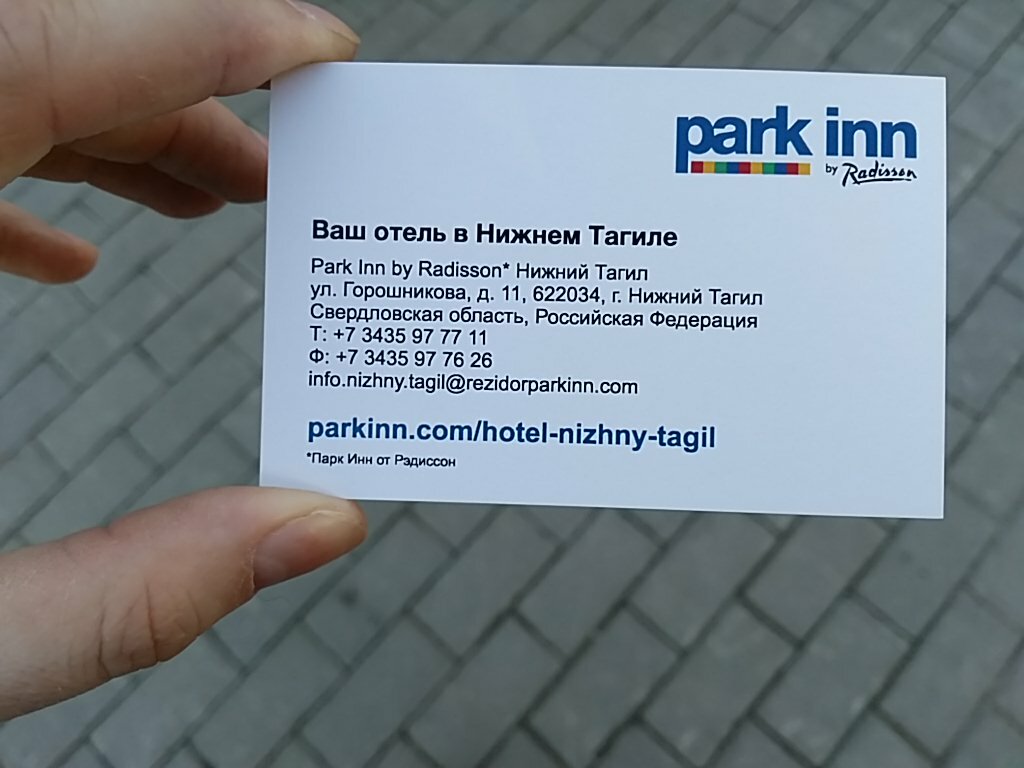 park inn
by Radisson
Ваш отель в Нижнем Тагиле
Park Inn by Radisson* Нижний Тагил
ул. Горошникова, д. 11, 622034, г. Нижний Тагил
Свердловская область, Российская Федерация
Т: +7 3435 97 77 11
Ф: +7 3435 97 76 26
info.nizhny.tagil@rezidorparkinn.com
parkinn.com/hotel-nizhny-tagil
*Парк Инн от Рэдиссон